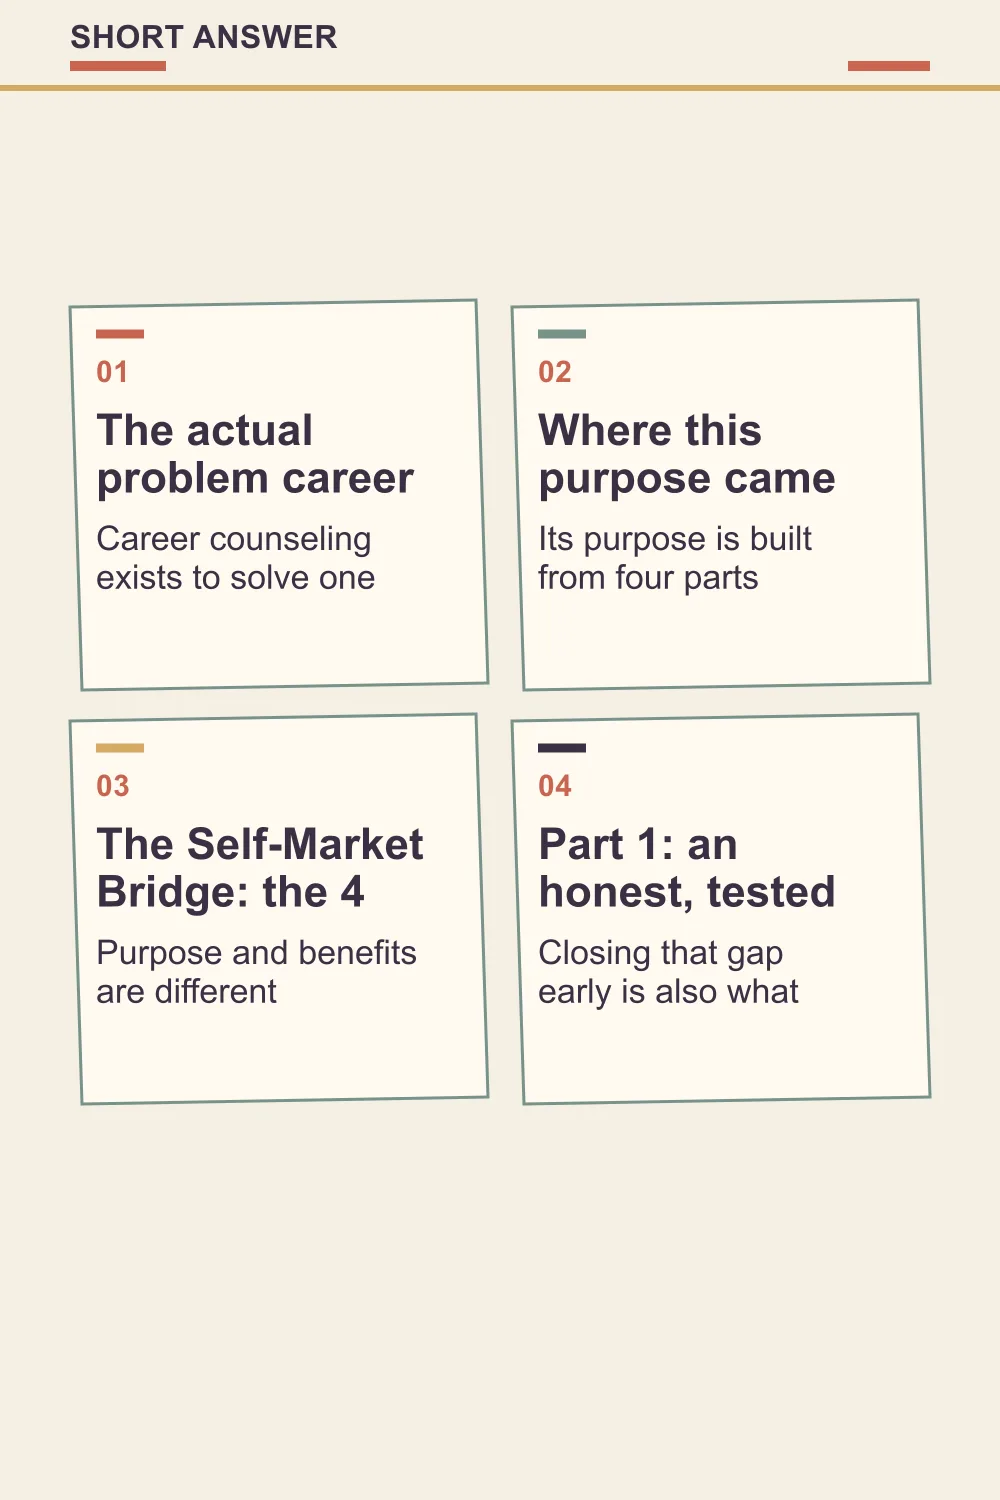 SHORT ANSWER
01
The actual
problem career
Career counseling
exists to solve one
02
Where this
purpose came
Its purpose is built
from four parts
03
The Self-Market
Bridge: the 4
Purpose and benefits
are different
04
Part 1: an
honest, tested
Closing that gap
early is also what